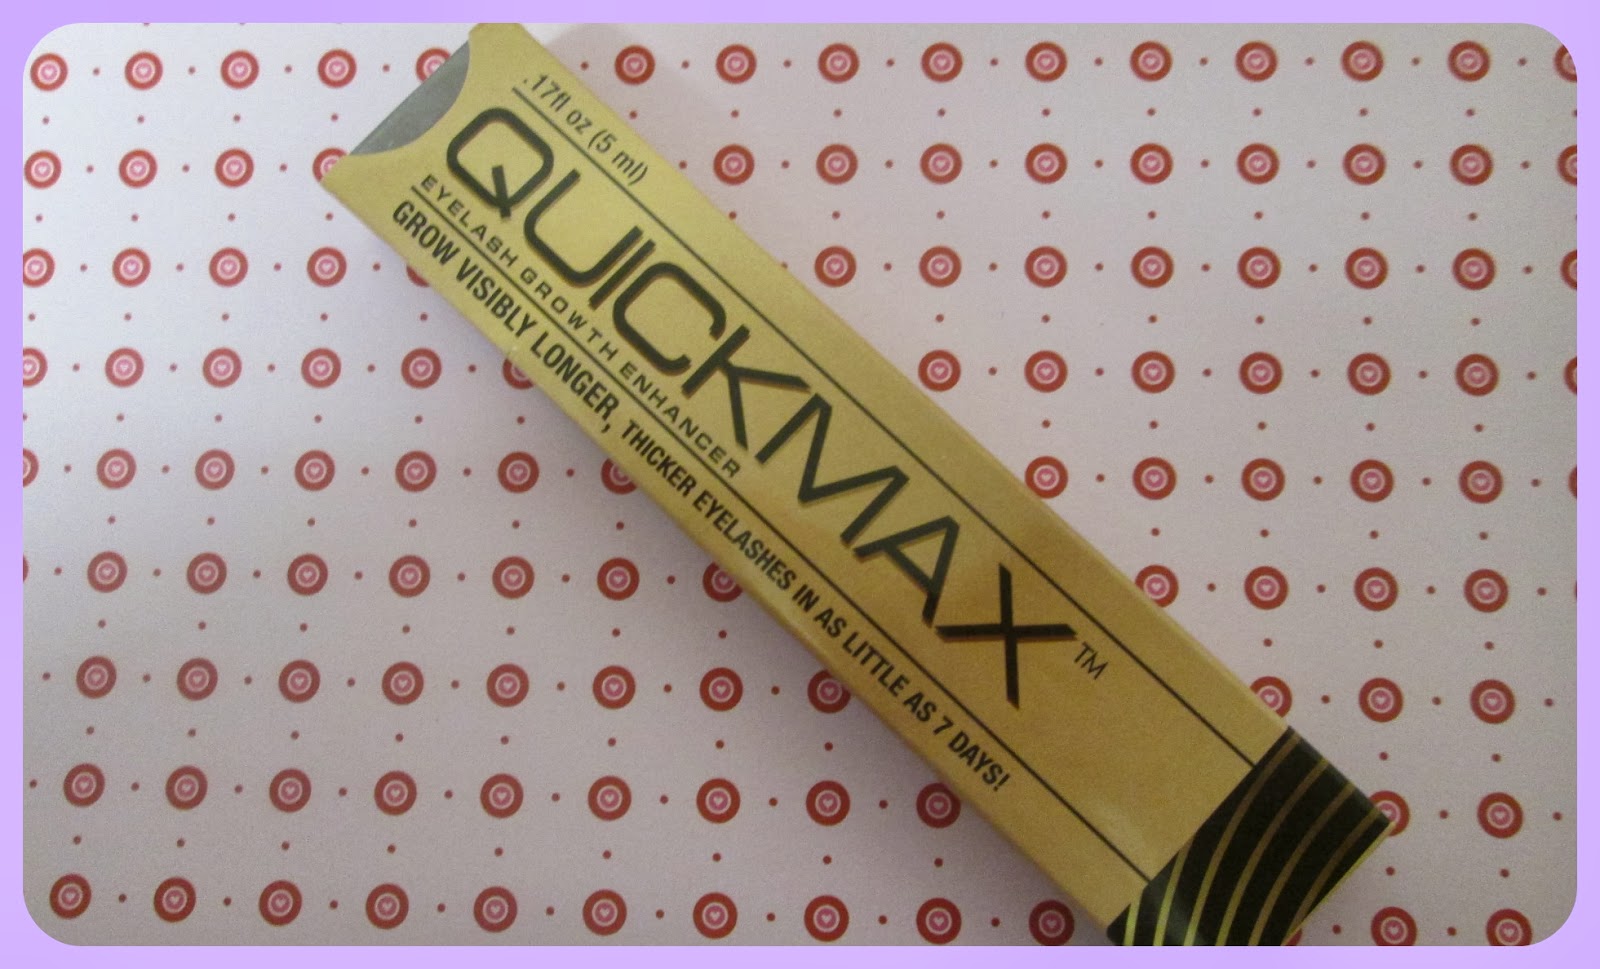 .17fl oz (5 ml)
QUICKMAX™
EYELASH GROWTH ENHANCER
GROW VISIBLY LONGER, THICKER EYELASHES IN AS LITTLE AS 7 DAYS!